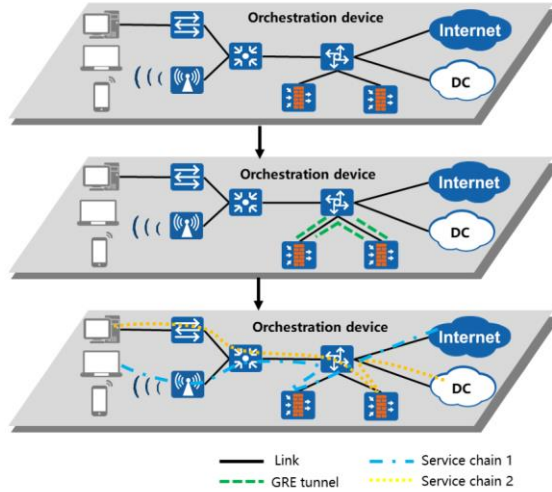 Orchestration device
Internet
DC
Orchestration device
Internet
DC
Orchestration device
Internet
DC
Link
Service chain 1
GRE tunnel
Service chain 2